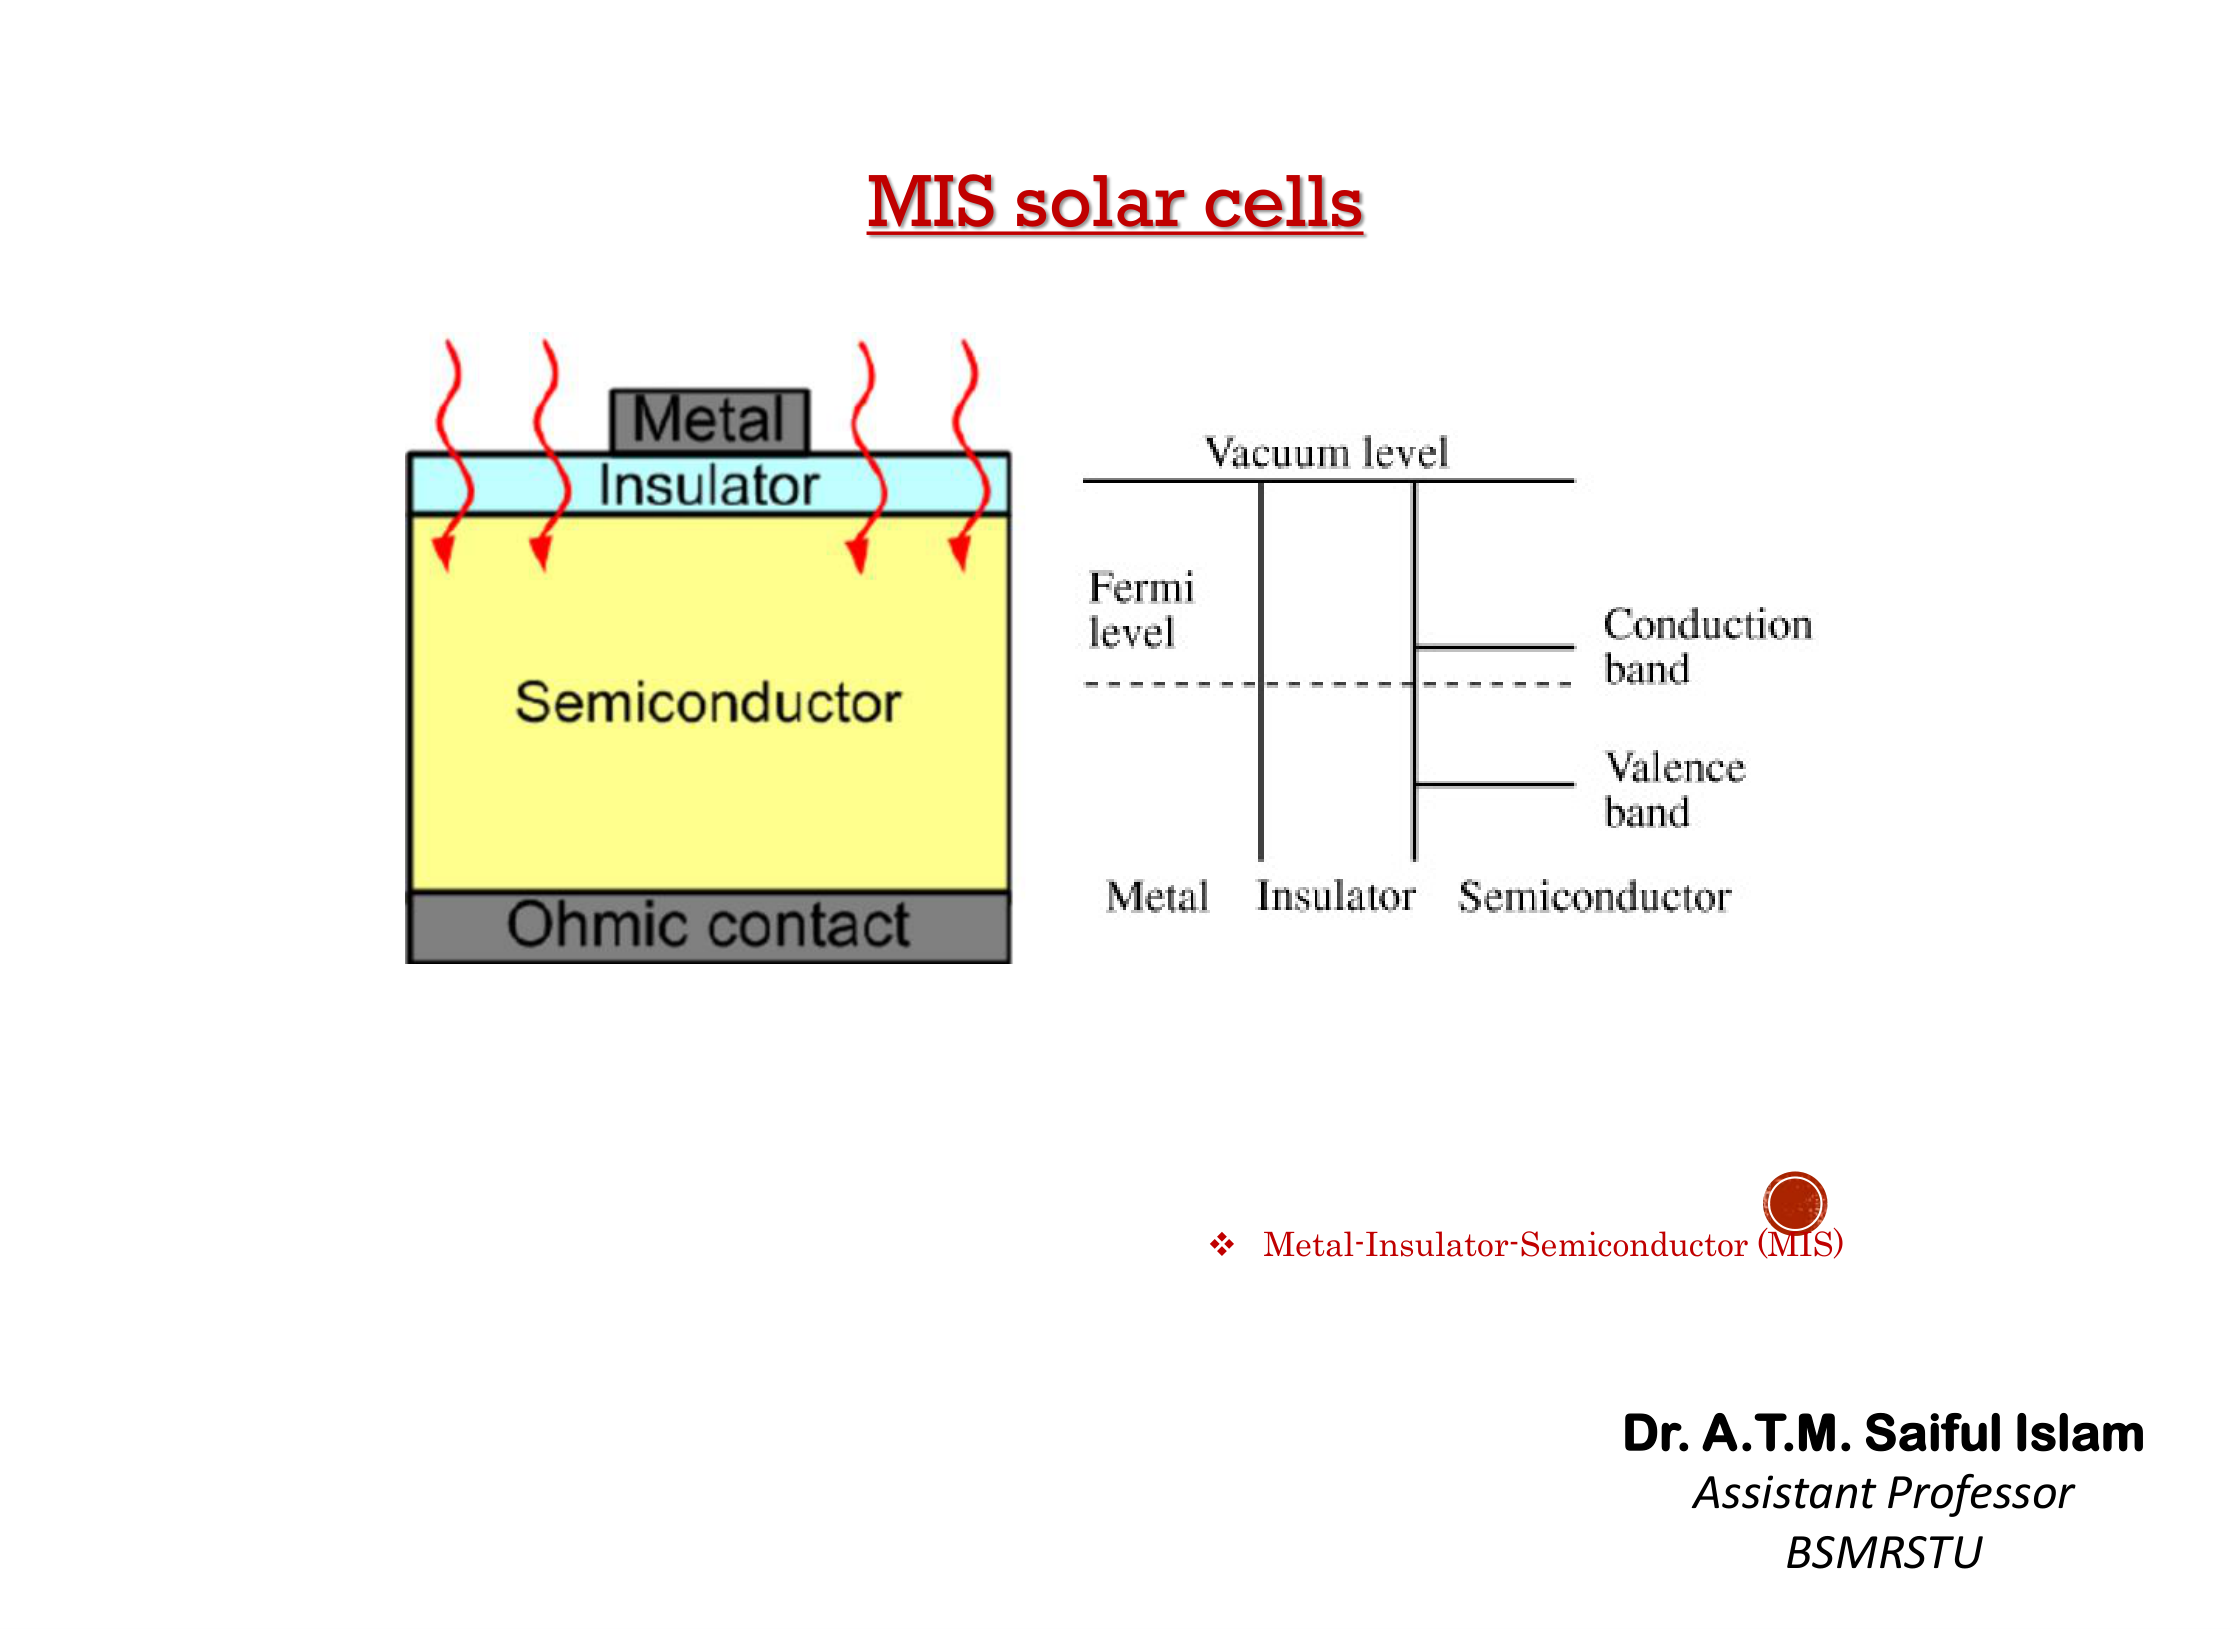 MIS solar cells
Metal
Insulator
Semiconductor
Ohmic contact
Vacuum level
Fermi
level
Conduction
band
Valence
band
Metal Insulator Semiconductor
❖ Metal-Insulator-Semiconductor (MIS)
Dr. A.T.M. Saiful Islam
Assistant Professor
BSMRSTU